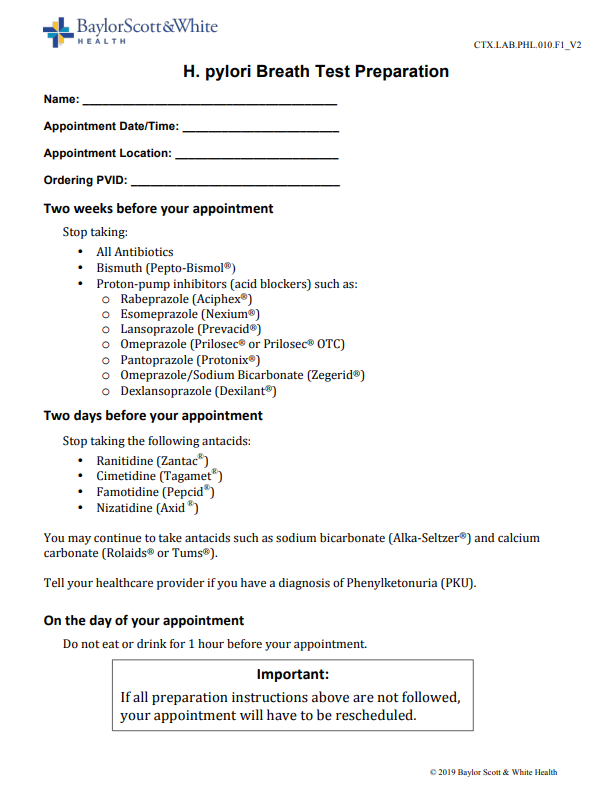 BaylorScott&White
HEALTH
CTX.LAB.PHL.010.F1_V2
H. pylori Breath Test Preparation
Name: ______________________________________
Appointment Date/Time: ________________________
Appointment Location: _________________________
Ordering PVID: ________________________________
Two weeks before your appointment
Stop taking:
• All Antibiotics
• Bismuth (Pepto-Bismol®)
• Proton-pump inhibitors (acid blockers) such as:
o Rabeprazole (Aciphex®)
o Esomeprazole (Nexium®)
o Lansoprazole (Prevacid®)
o Omeprazole (Prilosec® or Prilosec® OTC)
o Pantoprazole (Protonix®)
o Omeprazole/Sodium Bicarbonate (Zegerid®)
o Dexlansoprazole (Dexilant®)
Two days before your appointment
Stop taking the following antacids:
• Ranitidine (Zantac®)
• Cimetidine (Tagamet®)
• Famotidine (Pepcid®)
• Nizatidine (Axid ®)
You may continue to take antacids such as sodium bicarbonate (Alka-Seltzer®) and calcium
carbonate (Rolaids® or Tums®).
Tell your healthcare provider if you have a diagnosis of Phenylketonuria (PKU).
On the day of your appointment
Do not eat or drink for 1 hour before your appointment.
Important:
If all preparation instructions above are not followed,
your appointment will have to be rescheduled.
© 2019 Baylor Scott & White Health